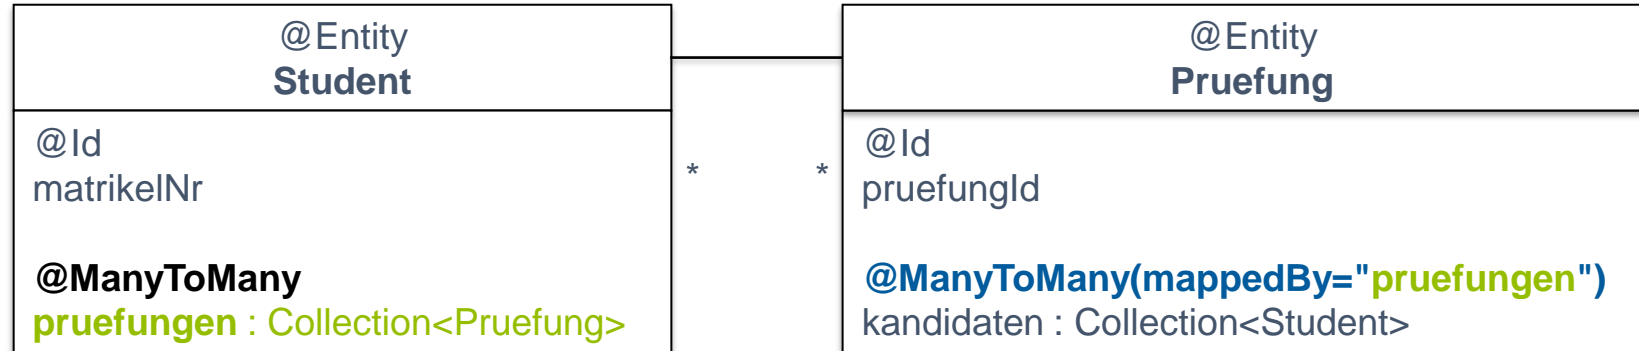 @Entity
Student
@Id
matrikelNr
@ManyToMany
pruefungen : Collection<Pruefung>
* *
@Entity
Pruefung
@Id
pruefungId
@ManyToMany(mappedBy="pruefungen")
kandidaten : Collection<Student>